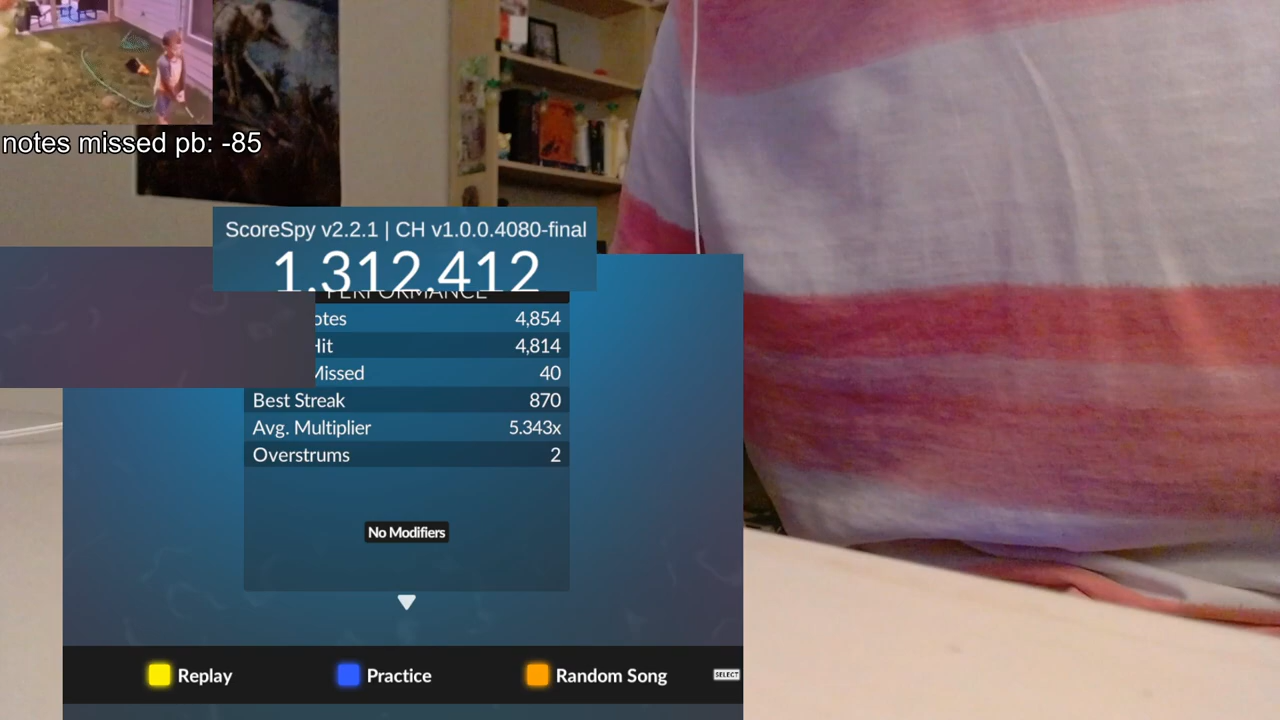 notes missed pb: -85
ScoreSpy v2.2.1 | CH v1.0.0.4080-final
1,312,412
PERFORMANCE
otes 4,854
Hit 4,814
Missed 40
Best Streak 870
Avg. Multiplier 5.343x
Overstrums 2
No Modifiers
Replay Practice Random Song SELECT